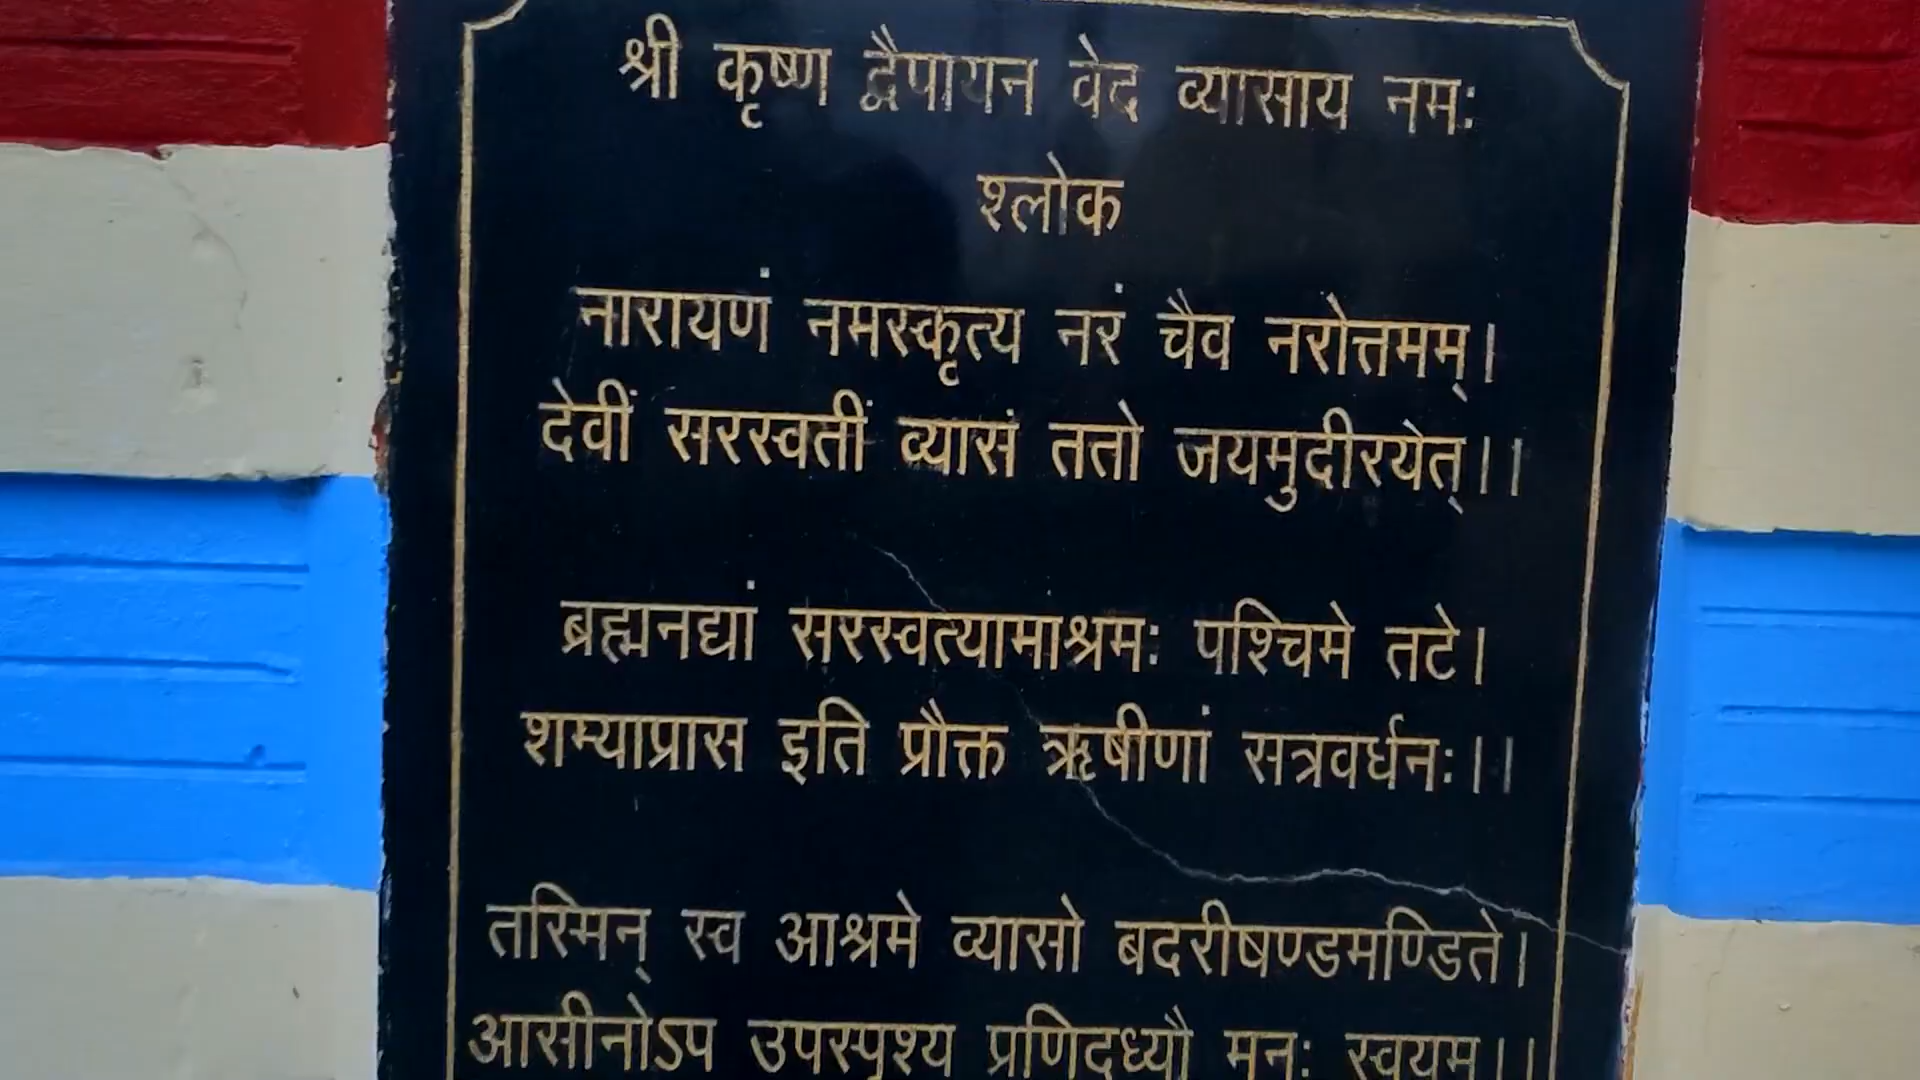 श्री कृष्ण द्वैपायन वेद व्यासाय नमः
श्लोक
नारायणं नमस्कृत्य नरं चैव नरोत्तमम्।
देवीं सरस्वतीं व्यासं ततो जयमुदीरयेत्।।
ब्रह्मनद्यां सरस्वत्यामाश्रमः पश्चिमे तटे।
शम्याप्रास इति प्रौक्त ऋषीणां सत्रवर्धनः।।
तस्मिन् स्व आश्रमे व्यासो बदरीषण्डमण्डिते।
आसीनोऽप उपस्पृश्य प्रणिदध्यौ मनः स्वयम।।